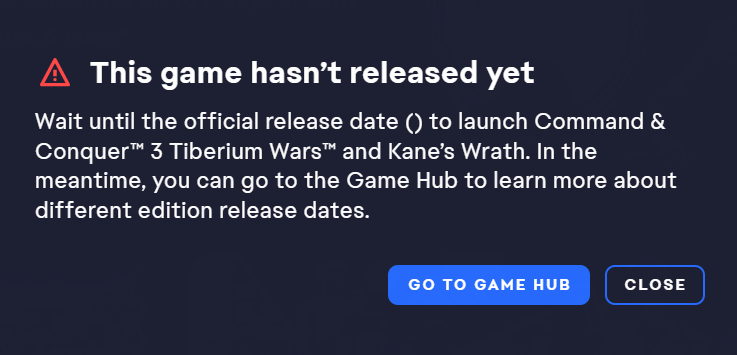 This game hasn’t released yet
Wait until the official release date () to launch Command &
Conquer™ 3 Tiberium Wars™ and Kane’s Wrath. In the
meantime, you can go to the Game Hub to learn more about
different edition release dates.
GO TO GAME HUB
CLOSE